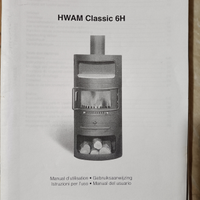 HWAM Classic 6H
Manuel d'utilisation • Gebruiksaanwijzing
Istruzioni per l'uso • Manual del usuario